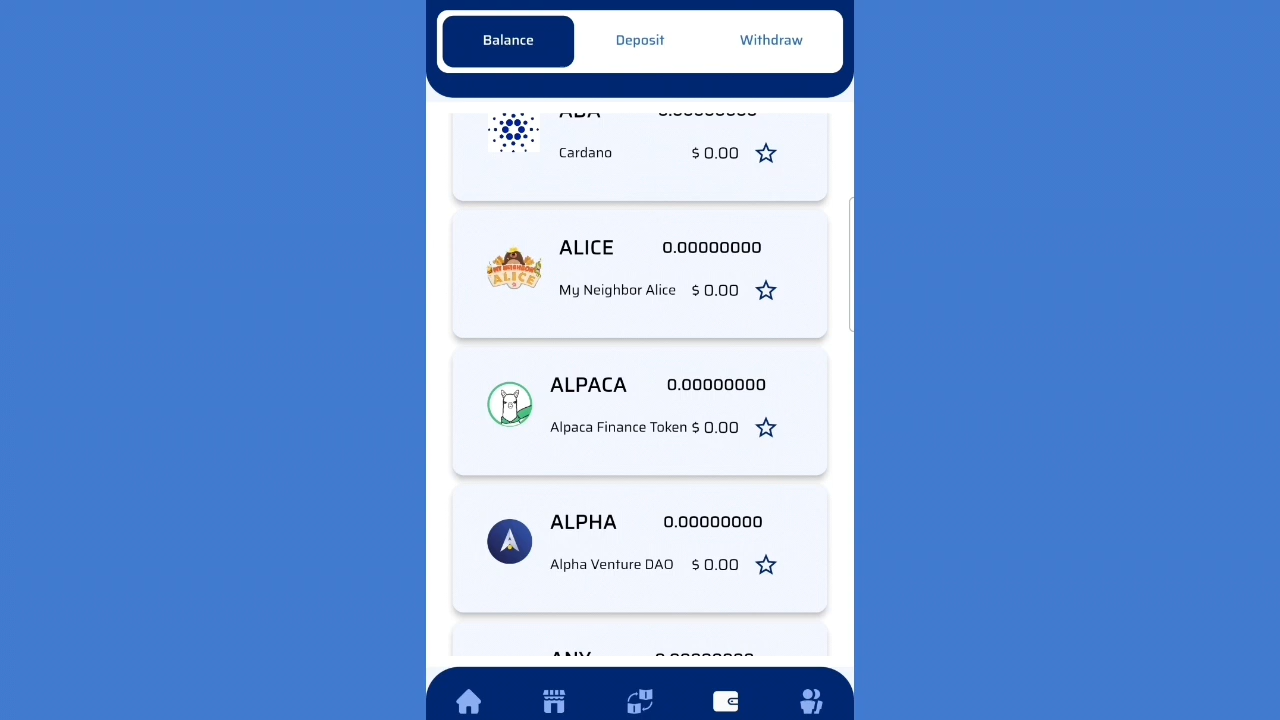 Balance Deposit Withdraw
Cardano $ 0.00
ALICE 0.00000000
My Neighbor Alice $ 0.00
ALPACA 0.00000000
Alpaca Finance Token $ 0.00
ALPHA 0.00000000
Alpha Venture DAO $ 0.00